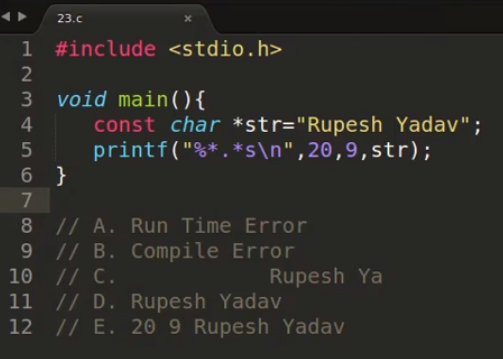 23.c
1 #include <stdio.h>
2
3 void main(){
4    const char *str="Rupesh Yadav";
5    printf("%*.*s\n",20,9,str);
6 }
7
8 // A. Run Time Error
9 // B. Compile Error
10 // C.            Rupesh Ya
11 // D. Rupesh Yadav
12 // E. 20 9 Rupesh Yadav